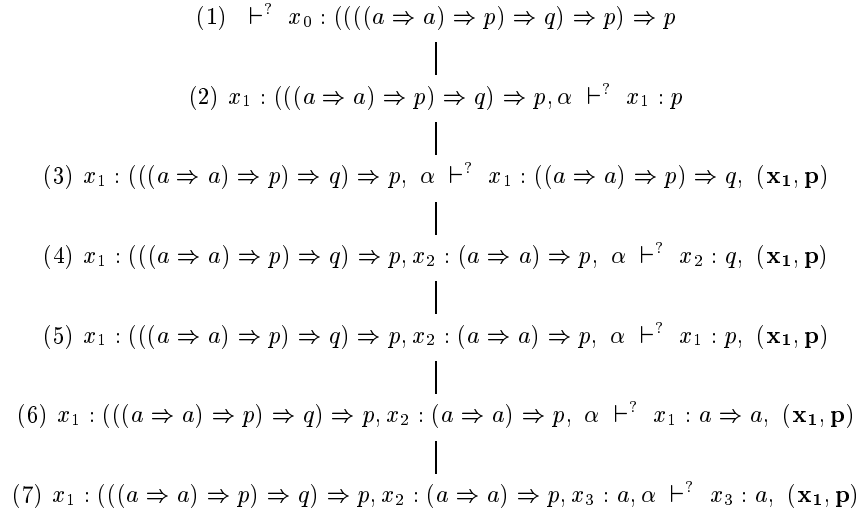 (1) ⊢? x₀ : ((((a ⇒ a) ⇒ p) ⇒ q) ⇒ p) ⇒ p
(2) x₁ : (((a ⇒ a) ⇒ p) ⇒ q) ⇒ p, α ⊢? x₁ : p
(3) x₁ : (((a ⇒ a) ⇒ p) ⇒ q) ⇒ p, α ⊢? x₁ : ((a ⇒ a) ⇒ p) ⇒ q, (x₁, p)
(4) x₁ : (((a ⇒ a) ⇒ p) ⇒ q) ⇒ p, x₂ : (a ⇒ a) ⇒ p, α ⊢? x₂ : q, (x₁, p)
(5) x₁ : (((a ⇒ a) ⇒ p) ⇒ q) ⇒ p, x₂ : (a ⇒ a) ⇒ p, α ⊢? x₁ : p, (x₁, p)
(6) x₁ : (((a ⇒ a) ⇒ p) ⇒ q) ⇒ p, x₂ : (a ⇒ a) ⇒ p, α ⊢? x₁ : a ⇒ a, (x₁, p)
(7) x₁ : (((a ⇒ a) ⇒ p) ⇒ q) ⇒ p, x₂ : (a ⇒ a) ⇒ p, x₃ : a, α ⊢? x₃ : a, (x₁, p)